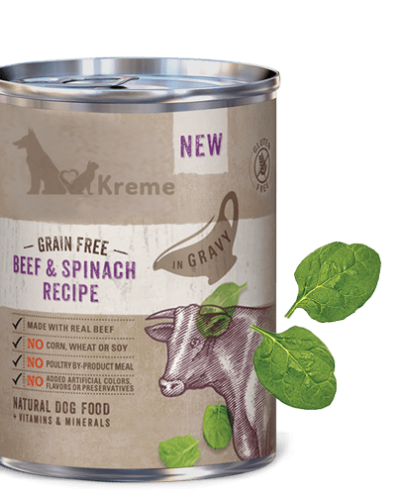 NEW
GLUTEN
FREE
Kreme
GRAIN FREE
BEEF & SPINACH
RECIPE
IN GRAVY
MADE WITH REAL BEEF
NO CORN, WHEAT OR SOY
NO POULTRY BY-PRODUCT MEAL
NO ADDED ARTIFICIAL COLORS,
FLAVORS OR PRESERVATIVES
NATURAL DOG FOOD
+ VITAMINS & MINERALS